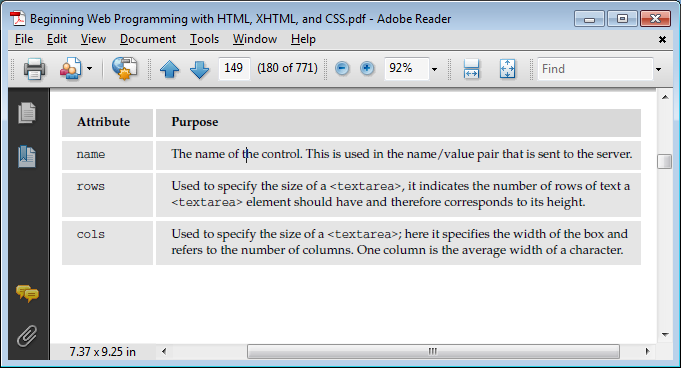 Beginning Web Programming with HTML, XHTML, and CSS.pdf - Adobe Reader
File Edit View Document Tools Window Help
149 (180 of 771) 92% Find
Attribute Purpose
name The name of the control. This is used in the name/value pair that is sent to the server.
rows Used to specify the size of a <textarea>, it indicates the number of rows of text a
<textarea> element should have and therefore corresponds to its height.
cols Used to specify the size of a <textarea>; here it specifies the width of the box and
refers to the number of columns. One column is the average width of a character.
7.37 x 9.25 in